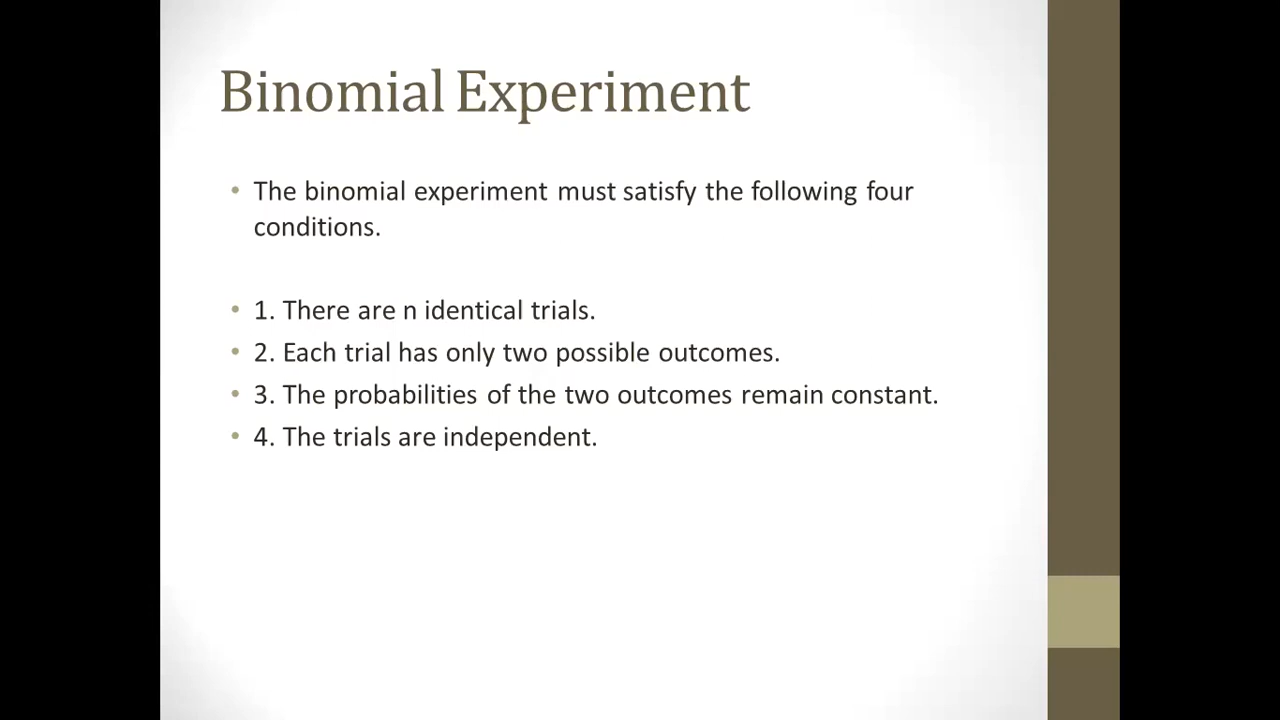 Binomial Experiment
• The binomial experiment must satisfy the following four
conditions.
• 1. There are n identical trials.
• 2. Each trial has only two possible outcomes.
• 3. The probabilities of the two outcomes remain constant.
• 4. The trials are independent.